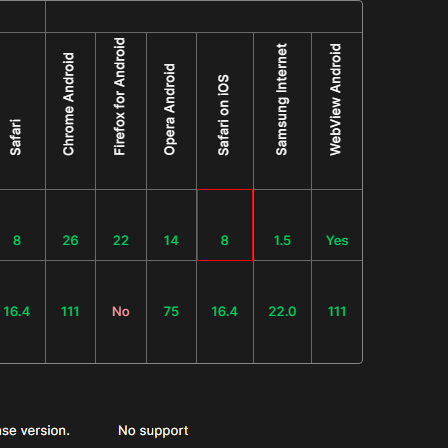 Safari
Chrome Android
Firefox for Android
Opera Android
Safari on iOS
Samsung Internet
WebView Android
8 26 22 14 8 1.5 Yes
16.4 111 No 75 16.4 22.0 111
version. No support